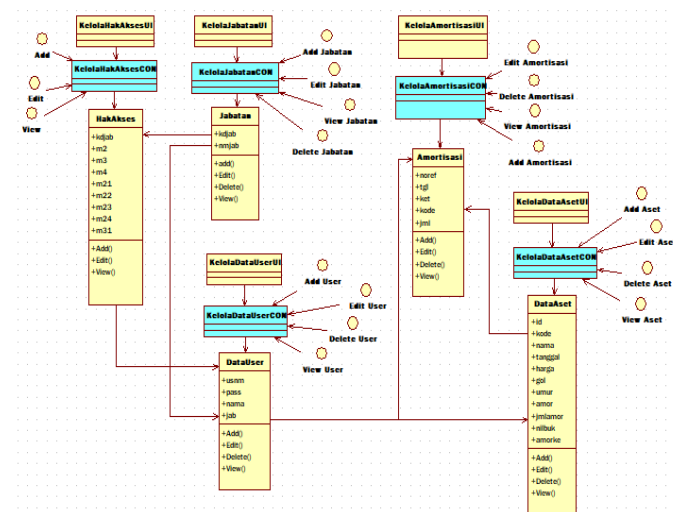 KelolaHakAksesUI
Add
KelolaHakAksesCON
Edit
View
HakAkses
+kdjab
+m2
+m3
+m4
+m21
+m22
+m23
+m24
+m31
+Add()
+Edit()
+View()
KelolaJabatanUI
Add Jabatan
KelolaJabatanCON
Edit Jabatan
View Jabatan
Delete Jabatan
Jabatan
+kdjab
+nmjab
+add()
+Edit()
+Delete()
+View()
KelolaAmortisasiUI
Edit Amortisasi
KelolaAmortisasiCON
Delete Amortisasi
View Amortisasi
Add Amortisasi
Amortisasi
+noref
+tgl
+ket
+kode
+jml
+Add()
+Edit()
+Delete()
+View()
KelolaDataAsetUI
Add Aset
Edit Ase
KelolaDataAsetCON
Delete Aset
View Aset
DataAset
+id
+kode
+nama
+tanggal
+harga
+gol
+umur
+amor
+jmlamor
+nilbuk
+amorke
+Add()
+Edit()
+Delete()
+View()
KelolaDataUserUI
Add User
Edit User
KelolaDataUserCON
Delete User
View User
DataUser
+usnm
+pass
+nama
+jab
+Add()
+Edit()
+Delete()
+View()